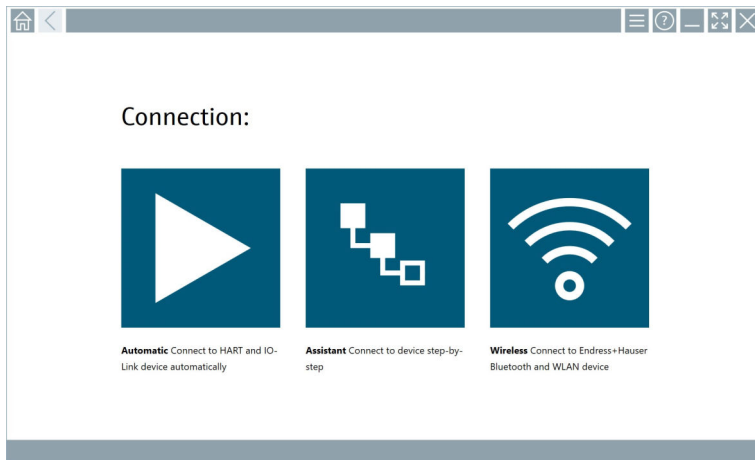 ?
Connection:
Automatic Connect to HART and IO-
Link device automatically
Assistant Connect to device step-by-
step
Wireless Connect to Endress+Hauser
Bluetooth and WLAN device